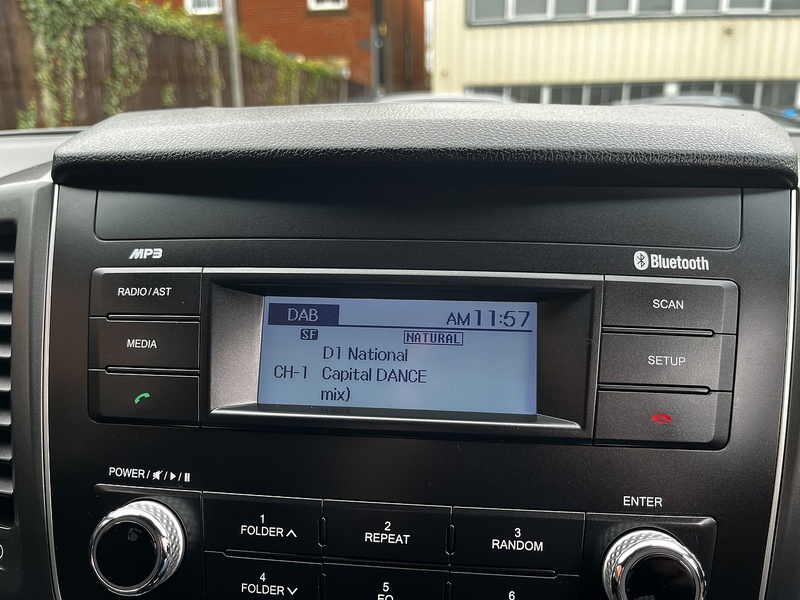 MP3
Bluetooth
RADIO / AST
SCAN
MEDIA
SETUP
DAB
AM 11:57
SF
NATURAL
D1 National
CH-1 Capital DANCE
mix)
POWER /
ENTER
1
FOLDER
2
REPEAT
3
RANDOM
4
FOLDER
5
EQ
6